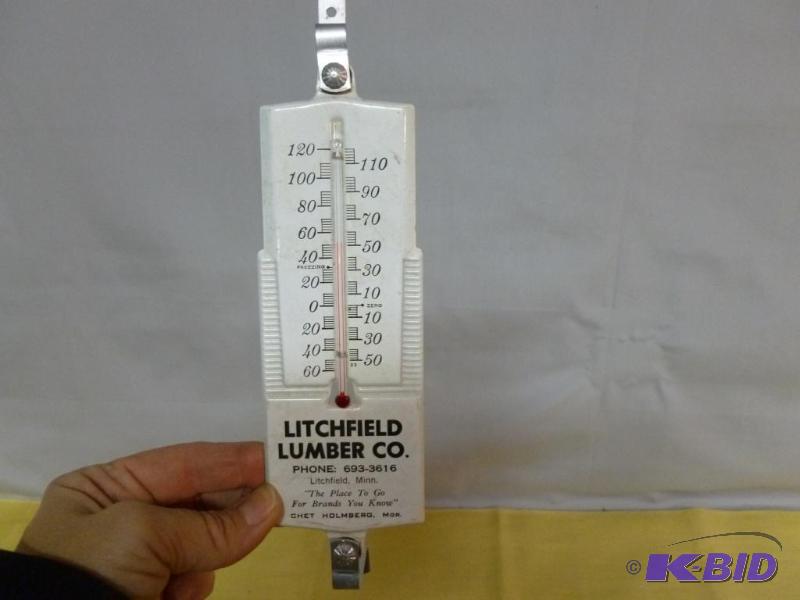 120
110
100
90
80
70
60
50
40
30
FREEZING
20
10
0
ZERO
10
20
30
40
50
60
LITCHFIELD
LUMBER CO.
PHONE: 693-3616
Litchfield, Minn.
"The Place To Go
For Brands You Know"
CHET HOLMBERG, MGR.
© K-BID